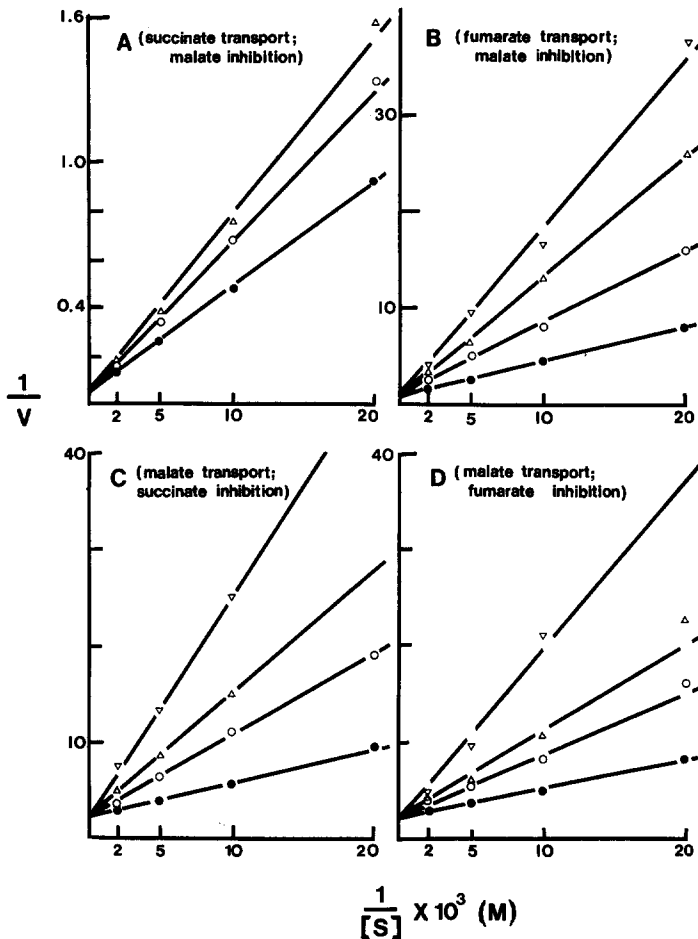 1.6
1.0
0.4
A (succinate transport;
malate inhibition)
2 5 10 20
B (fumarate transport;
malate inhibition)
30
10
2 5 10 20
1
V
40
10
C (malate transport;
succinate inhibition)
2 5 10 20
40
10
D (malate transport;
fumarate inhibition)
2 5 10 20
1
[S] X 10³ (M)